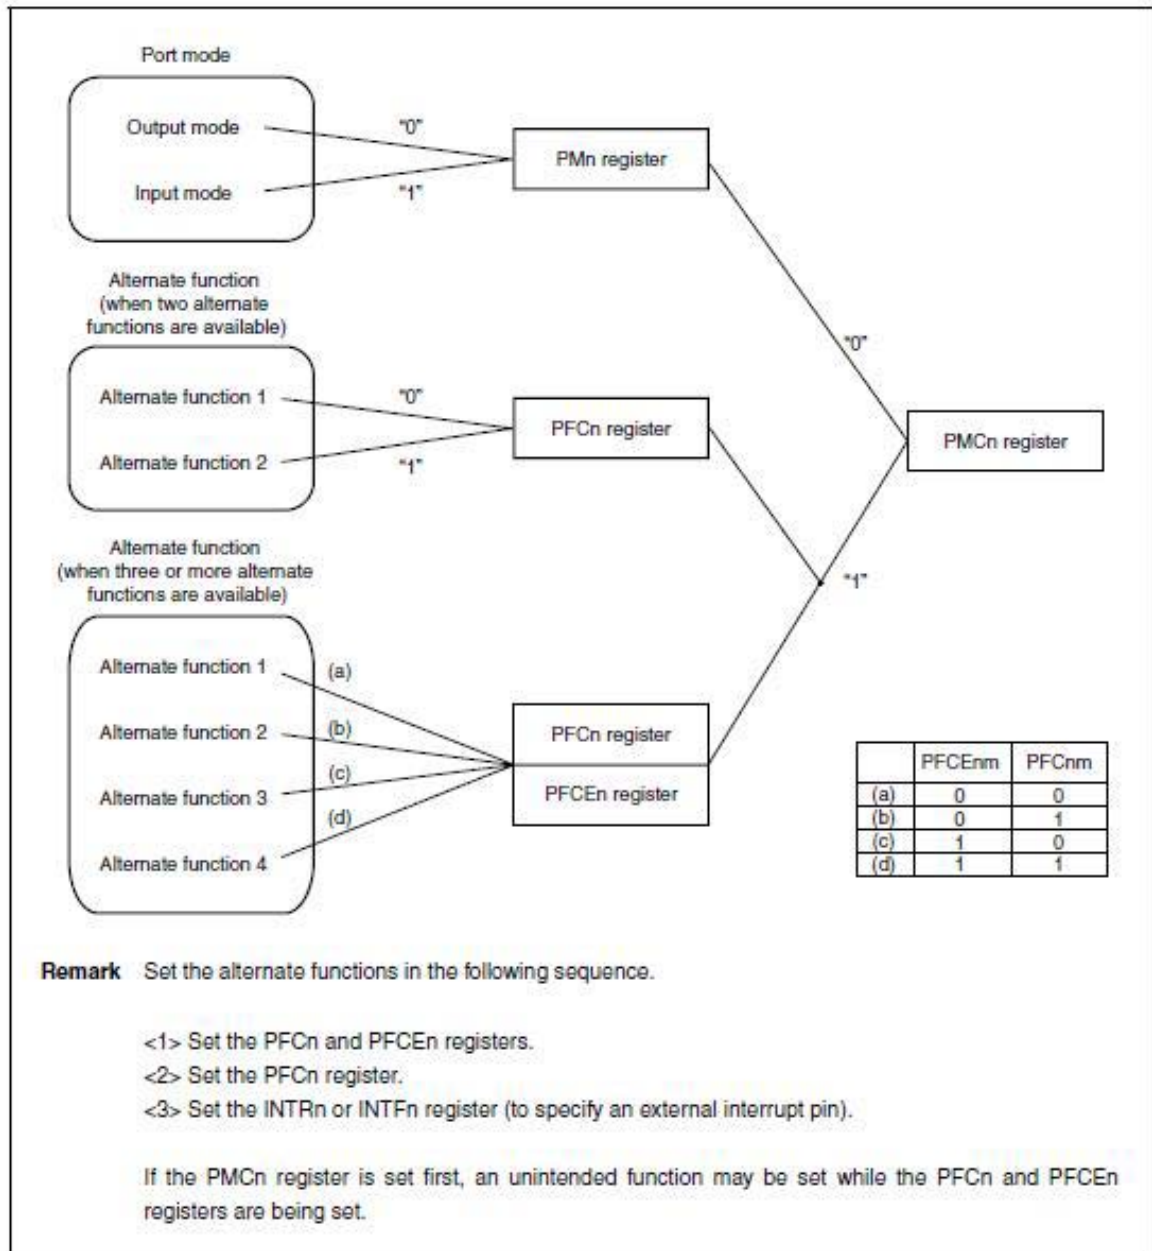 Port mode
Output mode
"0"
Input mode
"1"
PMn register
Alternate function
(when two alternate
functions are available)
Alternate function 1
"0"
Alternate function 2
"1"
PFCn register
"0"
PMCn register
"1"
Alternate function
(when three or more alternate
functions are available)
Alternate function 1
(a)
Alternate function 2
(b)
Alternate function 3
(c)
Alternate function 4
(d)
PFCn register
PFCEn register
PFCEnm PFCnm
(a) 0 0
(b) 0 1
(c) 1 0
(d) 1 1
Remark Set the alternate functions in the following sequence.
<1> Set the PFCn and PFCEn registers.
<2> Set the PFCn register.
<3> Set the INTRn or INTFn register (to specify an external interrupt pin).
If the PMCn register is set first, an unintended function may be set while the PFCn and PFCEn
registers are being set.